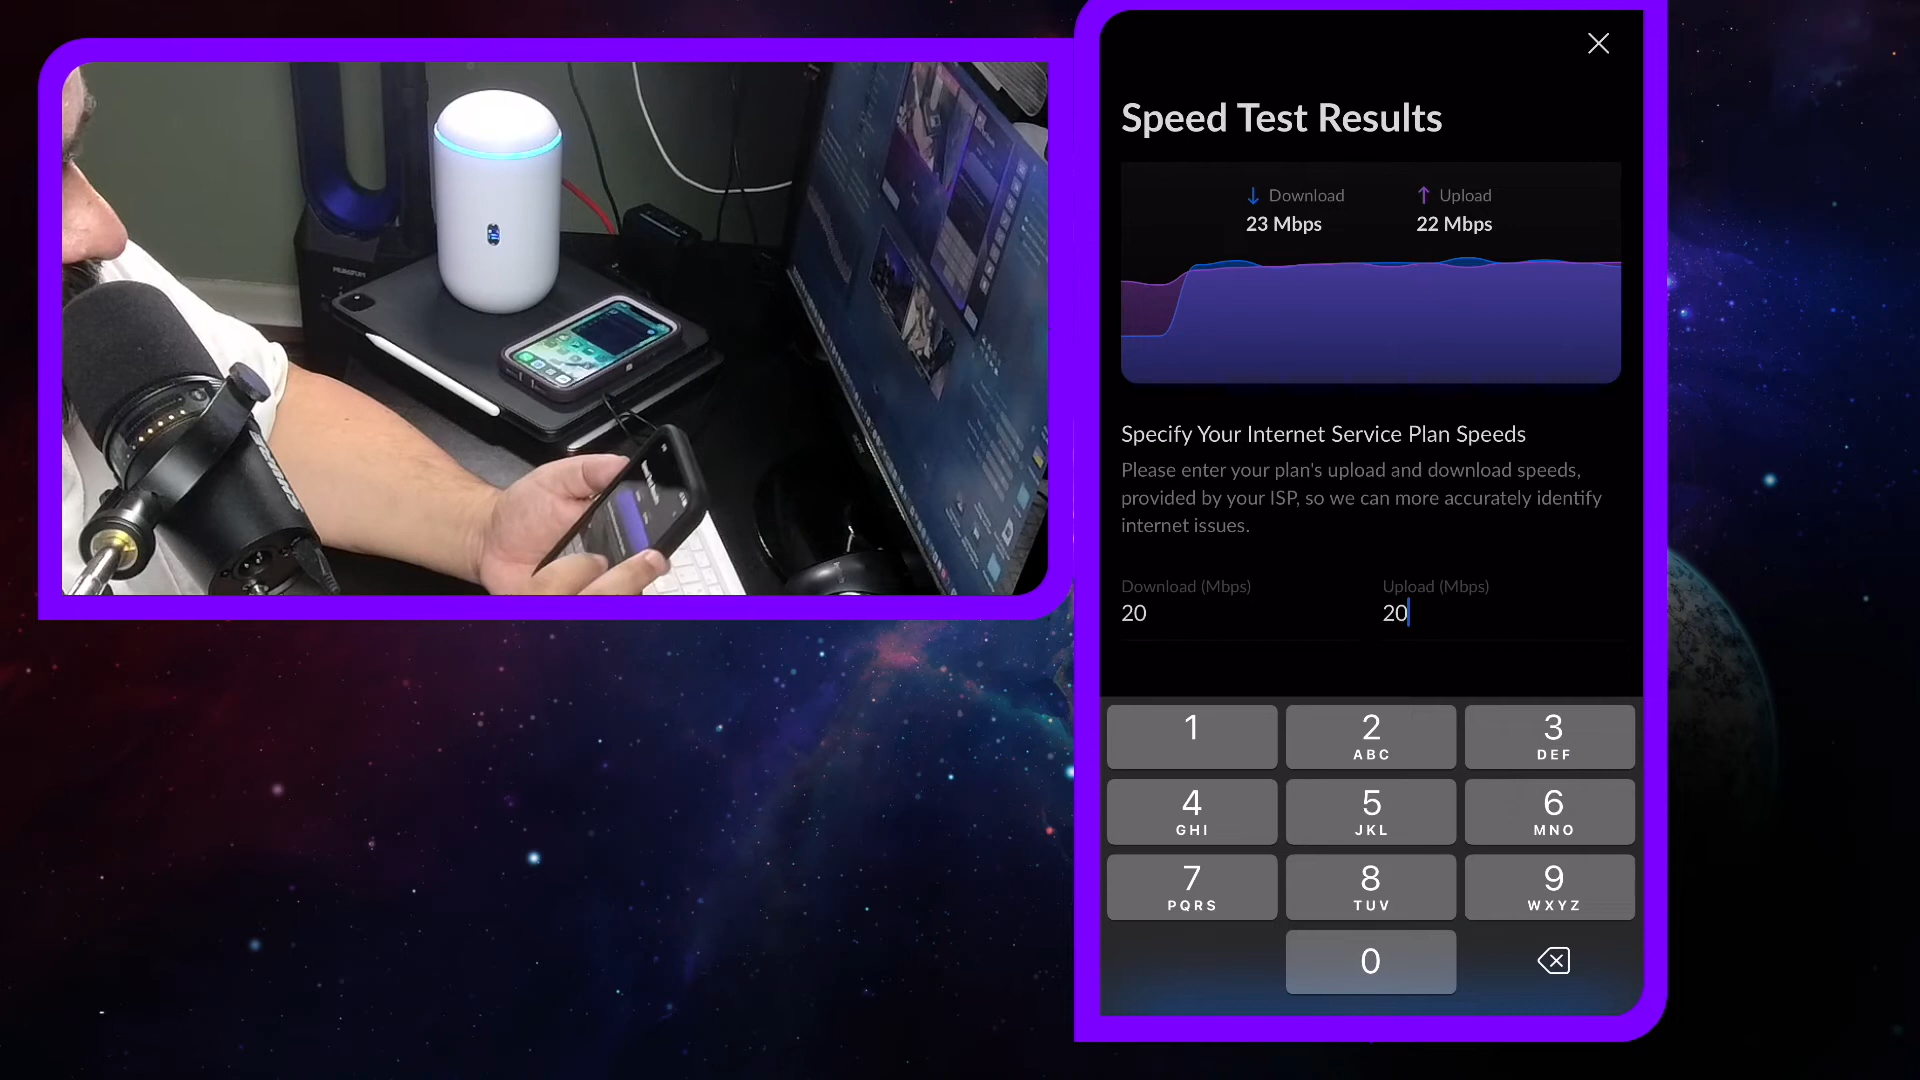 Speed Test Results
Download
Upload
23 Mbps
22 Mbps
Specify Your Internet Service Plan Speeds
Please enter your plan's upload and download speeds,
provided by your ISP, so we can more accurately identify
internet issues.
Download (Mbps)
Upload (Mbps)
20
20
1
2
ABC
3
DEF
4
GHI
5
JKL
6
MNO
7
PQRS
8
TUV
9
WXYZ
0